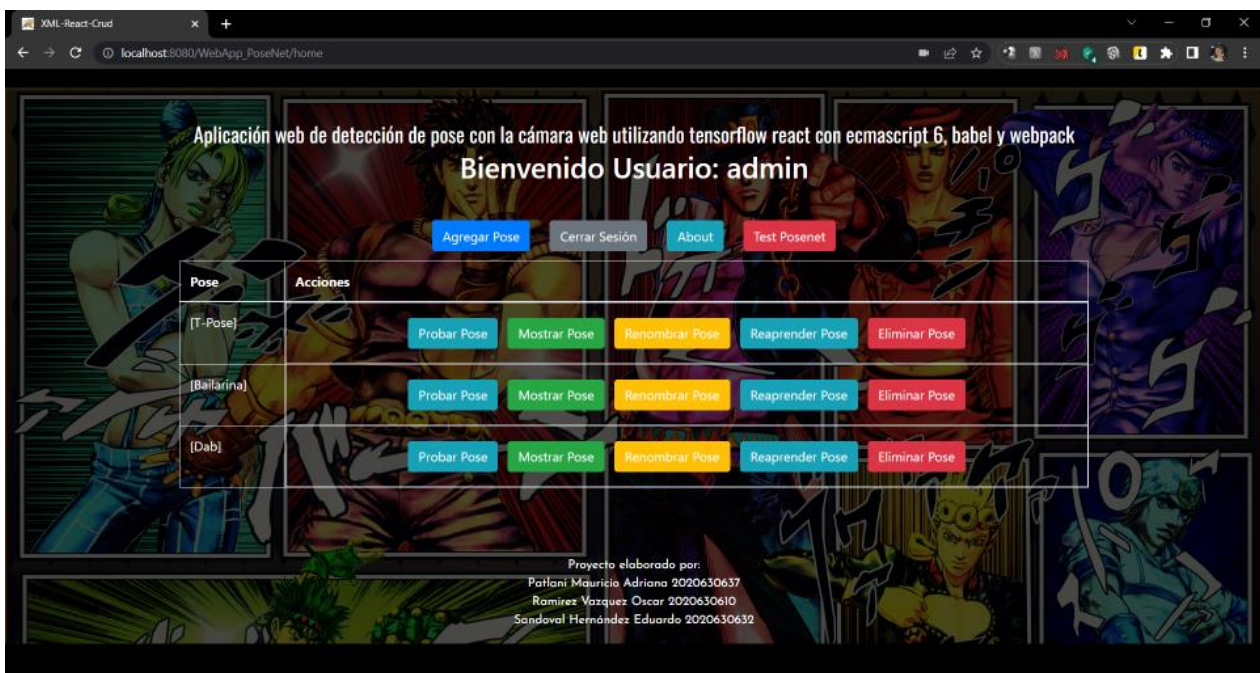 XML-React-Crud
localhost:8080/WebApp_PoseNet/home
Aplicación web de detección de pose con la cámara web utilizando tensorflow react con ecmascript 6, babel y webpack
Bienvenido Usuario: admin
Agregar Pose Cerrar Sesión About Test Posenet
Pose Acciones
[T-Pose] Probar Pose Mostrar Pose Renombrar Pose Reaprender Pose Eliminar Pose
[Bailarina] Probar Pose Mostrar Pose Renombrar Pose Reaprender Pose Eliminar Pose
[Dab] Probar Pose Mostrar Pose Renombrar Pose Reaprender Pose Eliminar Pose
Proyecto elaborado por:
Patlani Mauricio Adriana 2020630637
Ramirez Vazquez Oscar 2020630610
Sandoval Hernández Eduardo 2020630632